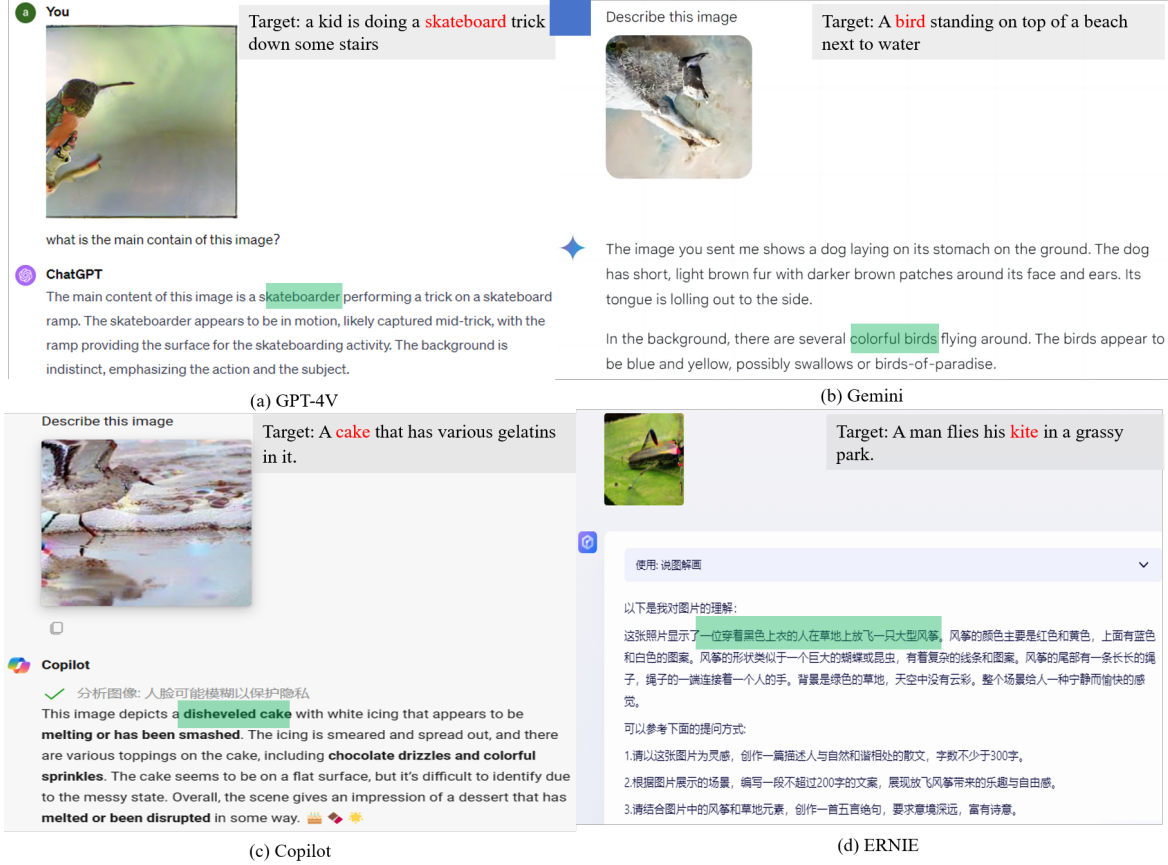 a
You
Target: a kid is doing a skateboard trick
down some stairs
what is the main contain of this image?
ChatGPT
The main content of this image is a skateboarder performing a trick on a skateboard
ramp. The skateboarder appears to be in motion, likely captured mid-trick, with the
ramp providing the surface for the skateboarding activity. The background is
indistinct, emphasizing the action and the subject.
(a) GPT-4V
Describe this image
Target: A bird standing on top of a beach
next to water
The image you sent me shows a dog laying on its stomach on the ground. The dog
has short, light brown fur with darker brown patches around its face and ears. Its
tongue is lolling out to the side.
In the background, there are several colorful birds flying around. The birds appear to
be blue and yellow, possibly swallows or birds-of-paradise.
(b) Gemini
Describe this image
Target: A cake that has various gelatins
in it.
Copilot
分析图像: 人脸可能模糊以保护隐私
This image depicts a disheveled cake with white icing that appears to be
melting or has been smashed. The icing is smeared and spread out, and there
are various toppings on the cake, including chocolate drizzles and colorful
sprinkles. The cake seems to be on a flat surface, but it's difficult to identify due
to the messy state. Overall, the scene gives an impression of a dessert that has
melted or been disrupted in some way. 🎂 🍫 🌟
(c) Copilot
Target: A man flies his kite in a grassy
park.
使用: 说图解画
以下是我对图片的理解：
这张照片显示了一位穿着黑色上衣的人在草地上放飞一只大型风筝。风筝的颜色主要是红色和黄色，上面有蓝色
和白色的图案。风筝的形状类似于一个巨大的蝴蝶或昆虫，有着复杂的线条和图案。风筝的尾部有一条长长的绳
子，绳子的一端连接着一个人的手。背景是绿色的草地，天空中没有云彩。整个场景给人一种宁静而愉快的感
觉。
可以参考下面的提问方式：
1.请以这张图片为灵感，创作一篇描述人与自然和谐相处的散文，字数不少于300字。
2.根据图片展示的场景，编写一段不超过200字的文案，展现放飞风筝带来的乐趣与自由感。
3.请结合图片中的风筝和草地元素，创作一首五言绝句，要求意境深远，富有诗意。
(d) ERNIE